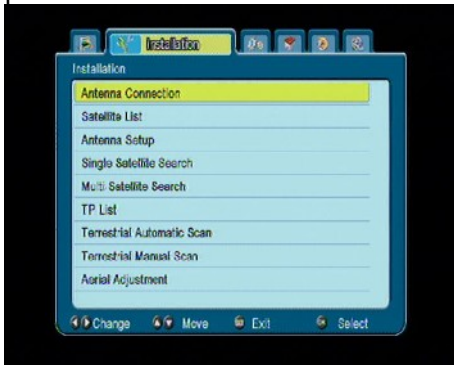 Installation
Installation
Antenna Connection
Satellite List
Antenna Setup
Single Satellite Search
Multi Satellite Search
TP List
Terrestrial Automatic Scan
Terrestrial Manual Scan
Aerial Adjustment
Change Move Exit Select